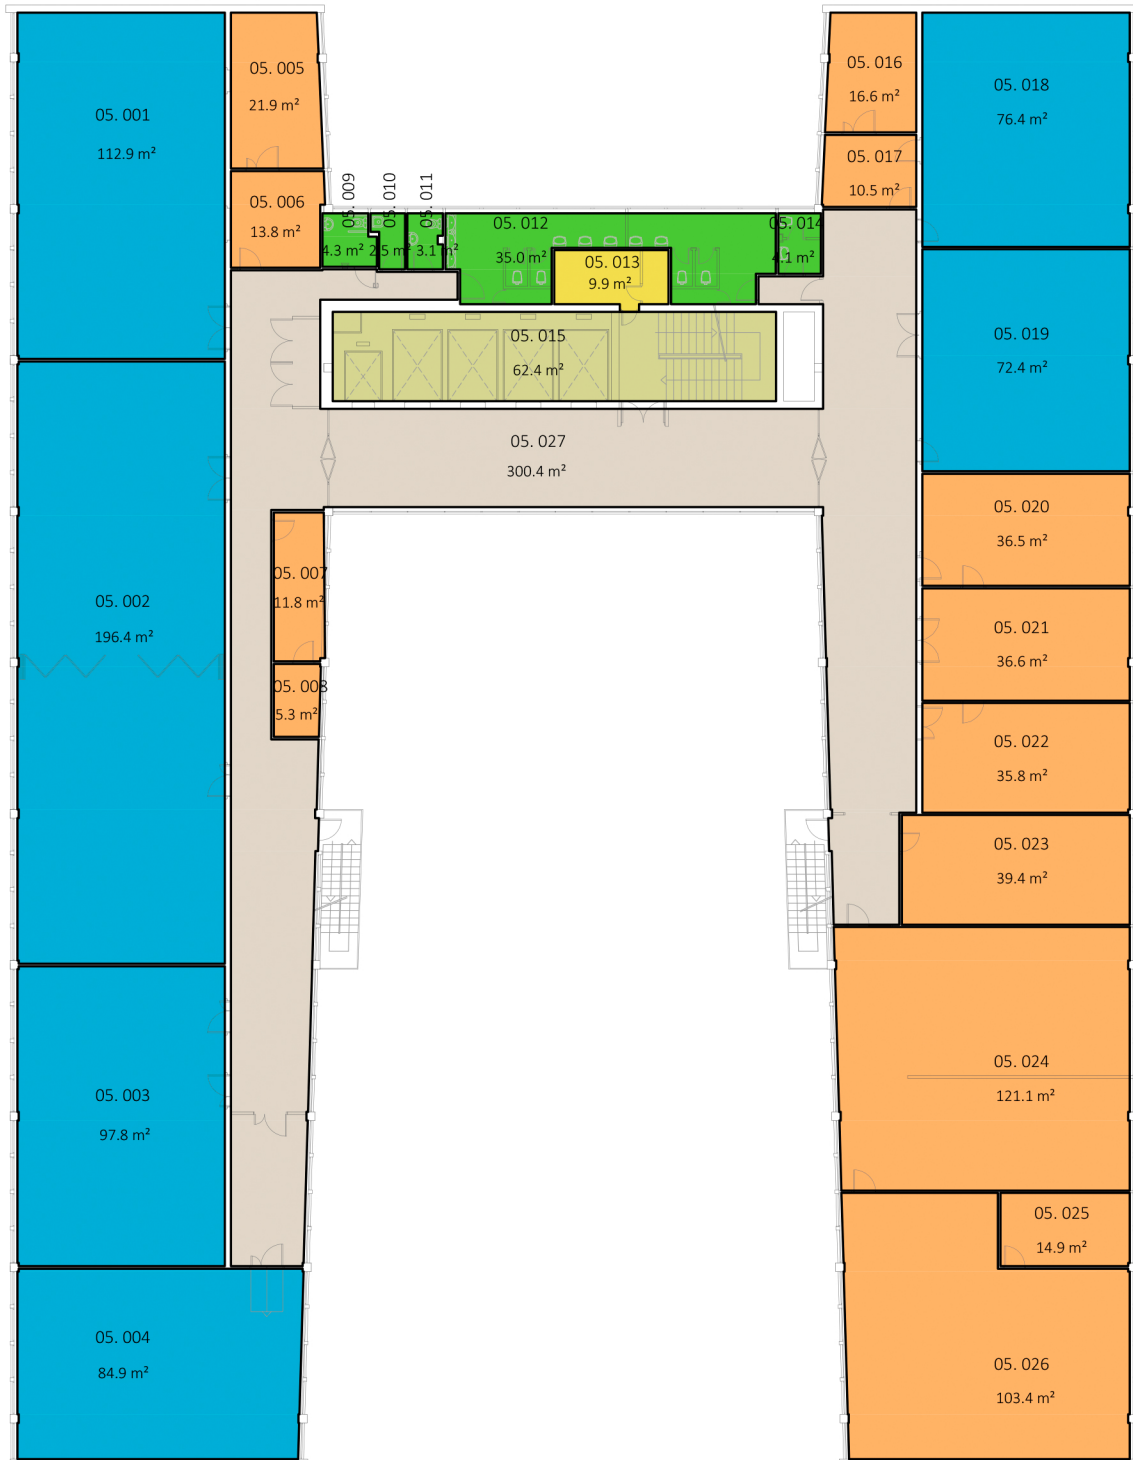 05. 001
112.9 m²
05. 005
21.9 m²
05. 006
13.8 m²
05. 009
4.3 m²
05. 010
2.5 m²
05. 011
3.1 m²
05. 012
35.0 m²
05. 013
9.9 m²
05. 014
4.1 m²
05. 015
62.4 m²
05. 016
16.6 m²
05. 017
10.5 m²
05. 018
76.4 m²
05. 019
72.4 m²
05. 027
300.4 m²
05. 002
196.4 m²
05. 007
11.8 m²
05. 008
5.3 m²
05. 020
36.5 m²
05. 021
36.6 m²
05. 022
35.8 m²
05. 023
39.4 m²
05. 003
97.8 m²
05. 024
121.1 m²
05. 025
14.9 m²
05. 004
84.9 m²
05. 026
103.4 m²